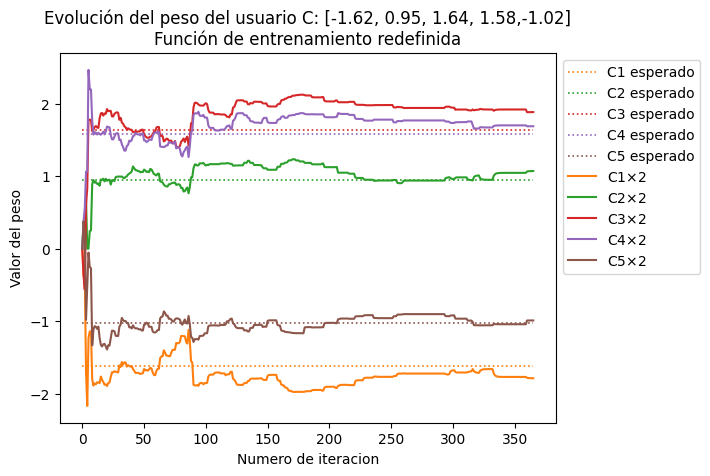 Evolución del peso del usuario C: [-1.62, 0.95, 1.64, 1.58,-1.02]
Función de entrenamiento redefinida
Valor del peso
2
1
0
−1
−2
0
50
100
150
200
250
300
350
Numero de iteracion
C1 esperado
C2 esperado
C3 esperado
C4 esperado
C5 esperado
C1×2
C2×2
C3×2
C4×2
C5×2